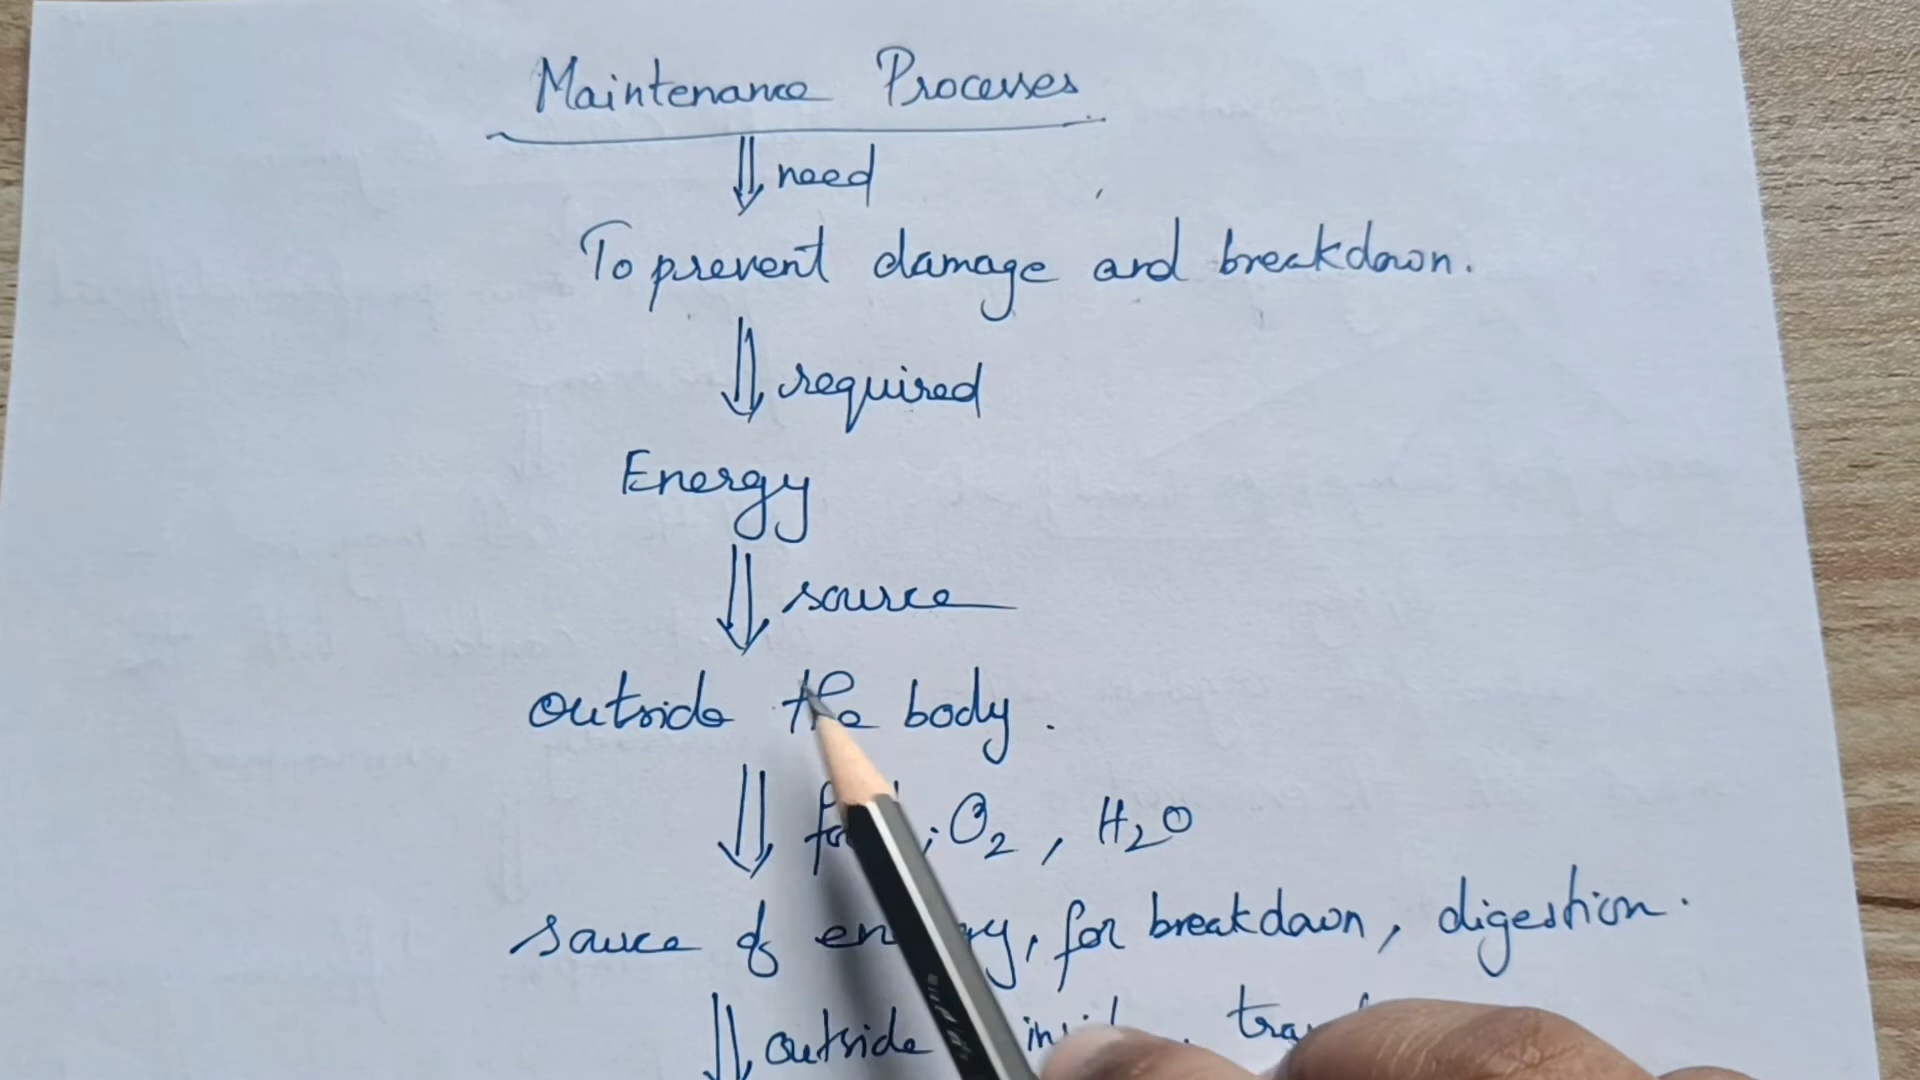 Maintenance Processes
need
To prevent damage and breakdown.
required
Energy
source
outside the body.
; O2, H2O
source of energy, for breakdown, digestion.
outside